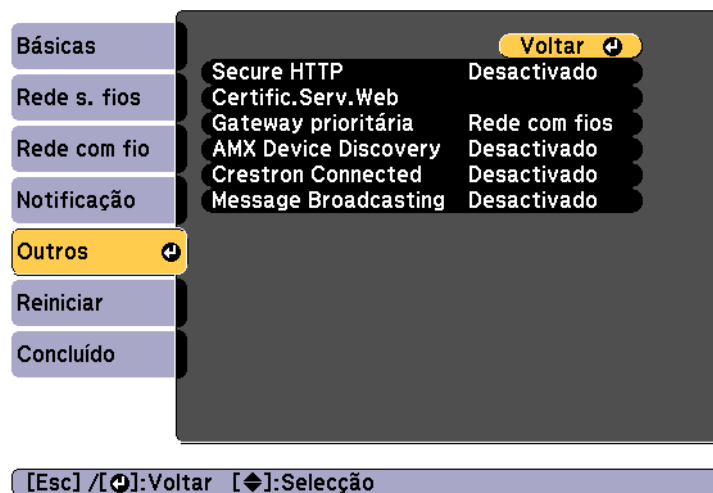 Básicas
Rede s. fios
Rede com fio
Notificação
Outros
Reiniciar
Concluído
Voltar
Secure HTTP Desactivado
Certific.Serv.Web
Gateway prioritária Rede com fios
AMX Device Discovery Desactivado
Crestron Connected Desactivado
Message Broadcasting Desactivado
[Esc] /[⏎]:Voltar [◆]:Selecção